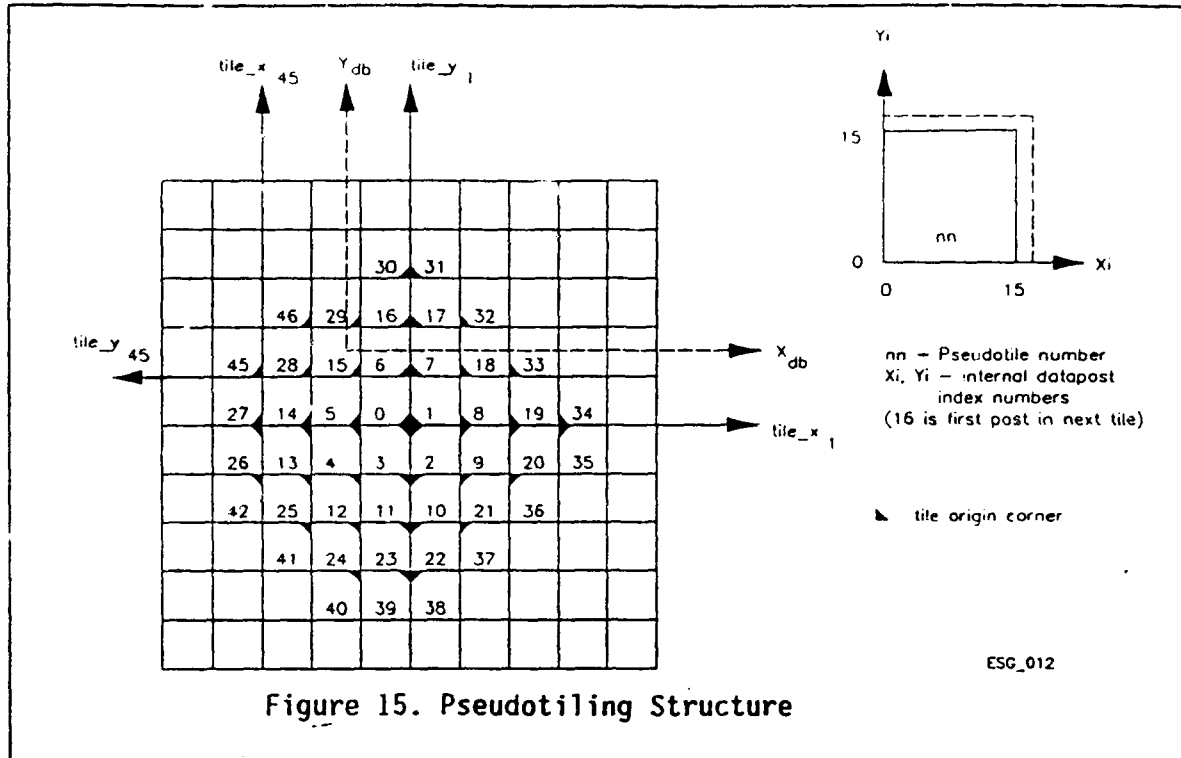 tile_x 45
Y db
tile_y 1
30 31
46 29 16 17 32
tile_y 45
45 28 15 6 7 18 33
X db
27 14 5 0 1 8 19 34
tile_x 1
26 13 4 3 2 9 20 35
42 25 12 11 10 21 36
41 24 23 22 37
40 39 38
Yi
15
nn
0
Xi
0 15
nn – Pseudotile number
Xi, Yi – internal datapost
index numbers
(16 is first post in next tile)
tile origin corner
ESG_012
Figure 15. Pseudotiling Structure